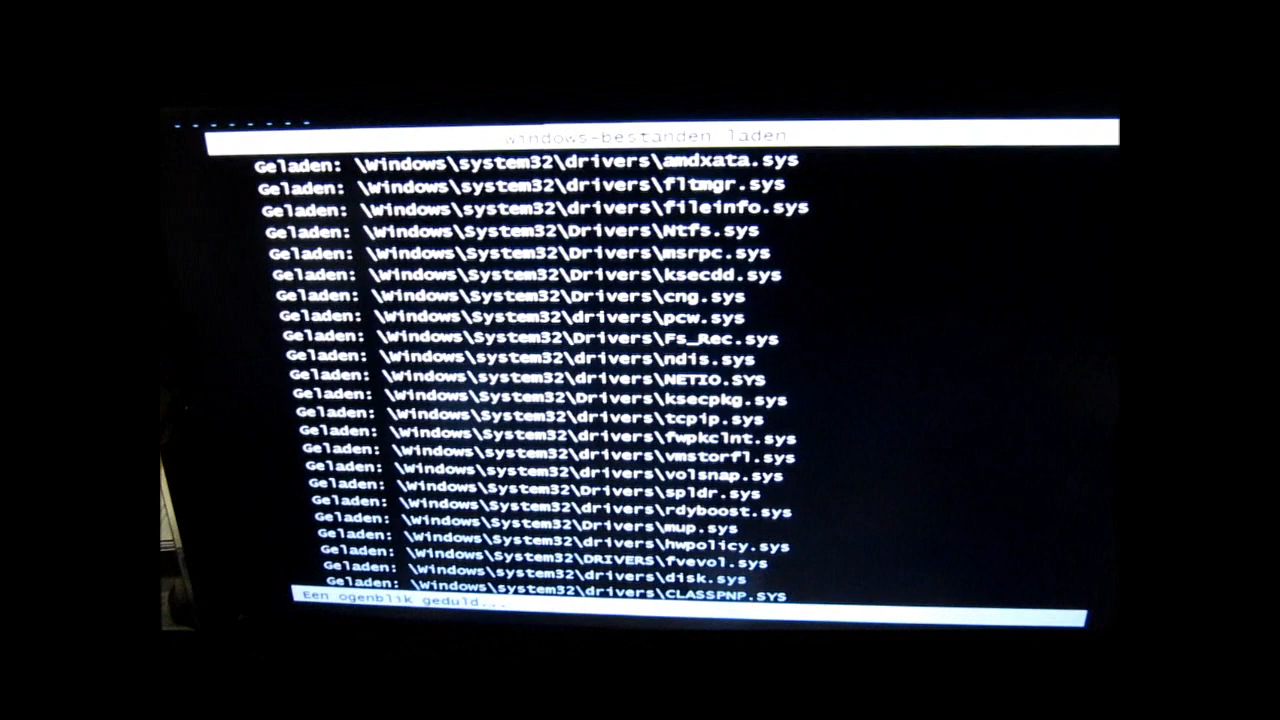 windows-bestanden laden
Geladen: \Windows\system32\drivers\amdxata.sys
Geladen: \Windows\system32\drivers\fltmgr.sys
Geladen: \Windows\system32\drivers\fileinfo.sys
Geladen: \Windows\System32\Drivers\Ntfs.sys
Geladen: \Windows\System32\Drivers\msrpc.sys
Geladen: \Windows\System32\Drivers\ksecdd.sys
Geladen: \Windows\System32\Drivers\cng.sys
Geladen: \Windows\System32\drivers\pcw.sys
Geladen: \Windows\System32\Drivers\Fs_Rec.sys
Geladen: \Windows\system32\drivers\ndis.sys
Geladen: \Windows\system32\drivers\NETIO.SYS
Geladen: \Windows\System32\Drivers\ksecpkg.sys
Geladen: \Windows\System32\drivers\tcpip.sys
Geladen: \Windows\System32\drivers\fwpkclnt.sys
Geladen: \Windows\system32\drivers\vmstorfl.sys
Geladen: \Windows\system32\drivers\volsnap.sys
Geladen: \Windows\System32\Drivers\spldr.sys
Geladen: \Windows\System32\drivers\rdyboost.sys
Geladen: \Windows\System32\Drivers\mup.sys
Geladen: \Windows\System32\drivers\hwpolicy.sys
Geladen: \Windows\System32\DRIVERS\fvevol.sys
Geladen: \Windows\system32\drivers\disk.sys
Geladen: \Windows\system32\drivers\CLASSPNP.SYS
Een ogenblik geduld...